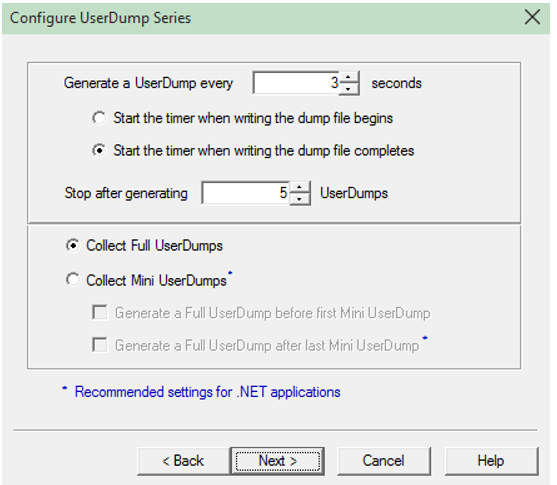 Configure UserDump Series
Generate a UserDump every 3 seconds
Start the timer when writing the dump file begins
Start the timer when writing the dump file completes
Stop after generating 5 UserDumps
Collect Full UserDumps
Collect Mini UserDumps*
Generate a Full UserDump before first Mini UserDump
Generate a Full UserDump after last Mini UserDump *
* Recommended settings for .NET applications
< Back Next > Cancel Help